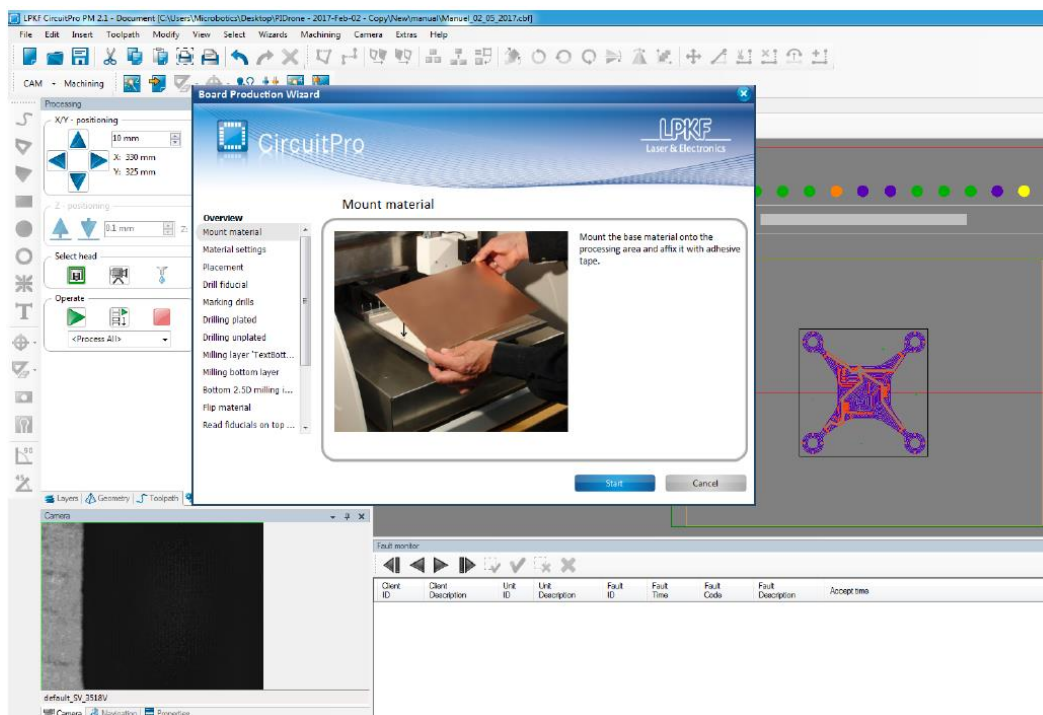 LPKF CircuitPro PM 2.1 - Document [C:\Users\Microbotics\Desktop\PIDrone - 2017-Feb-02 - Copy\New\manual\Manuel_02_05_2017.cbf]
File Edit Insert Toolpath Modify View Select Wizards Machining Camera Extras Help
CAM Machining
Processing
X/Y - positioning
10 mm
X: 330 mm
Y: 325 mm
Z - positioning
0.1 mm
Z:
Select head
Operate
<Process All>
Layers Geometry Toolpath
Board Production Wizard
CircuitPro
LPKF
Laser & Electronics
Mount material
Overview
Mount material
Material settings
Placement
Drill fiducial
Marking drills
Drilling plated
Drilling unplated
Milling layer "TextBott...
Milling bottom layer
Bottom 2.5D milling i...
Flip material
Read fiducials on top ...
Mount the base material onto the
processing area and affix it with adhesive
tape.
Start Cancel
Camera
default_SV_3518V
Camera Navigation Properties
Fault monitor
Client ID
Client Description
Unit ID
Unit Description
Fault ID
Fault Time
Fault Code
Fault Description
Accept time